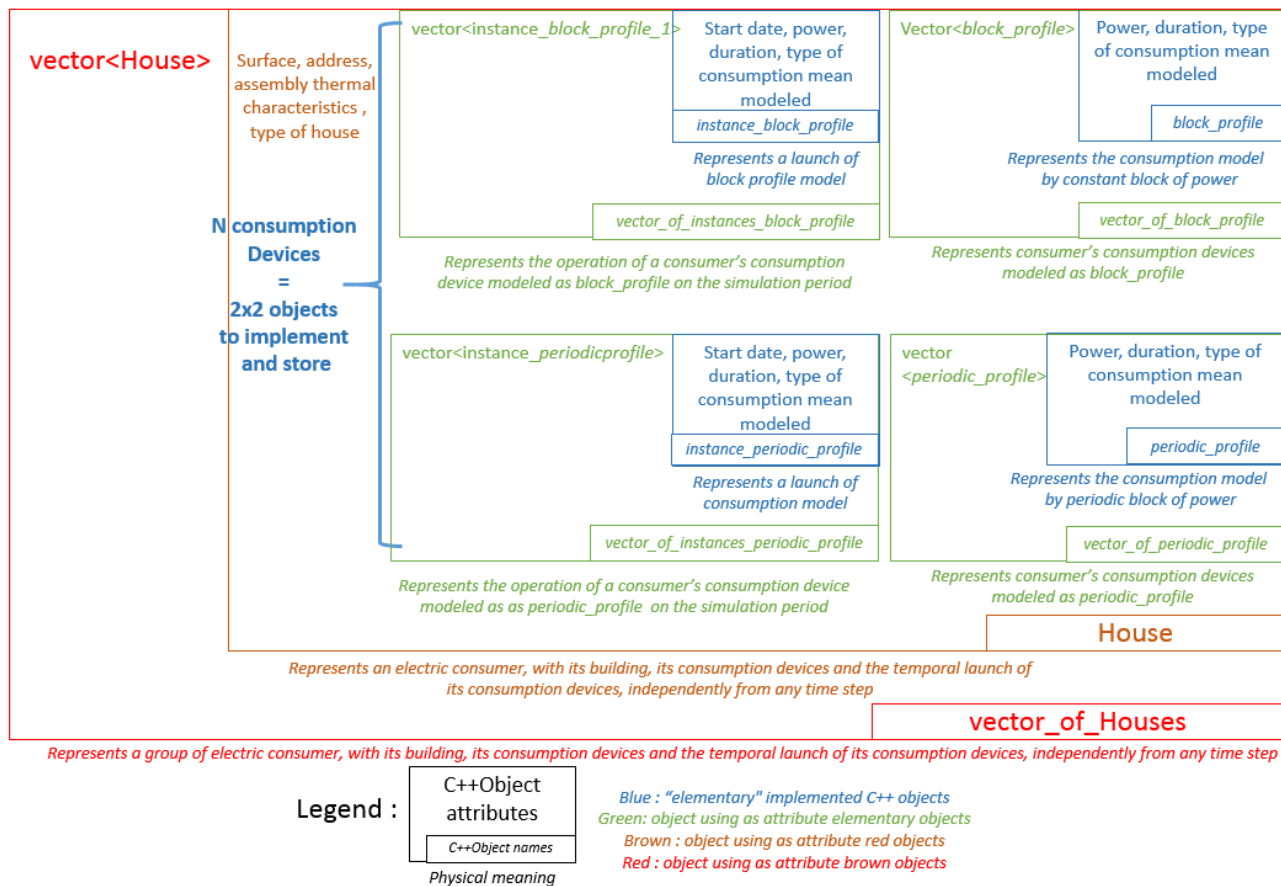 vector<House>
Surface, address,
assembly thermal
characteristics ,
type of house
N consumption
Devices
=
2x2 objects
to implement
and store
vector<instance_block_profile_1>
Start date, power,
duration, type of
consumption mean
modeled
instance_block_profile
Represents a launch of
block profile model
vector_of_instances_block_profile
Represents the operation of a consumer's consumption
device modeled as block_profile on the simulation period
Vector<block_profile>
Power, duration, type
of consumption mean
modeled
block_profile
Represents the consumption model
by constant block of power
vector_of_block_profile
Represents consumer's consumption devices
modeled as block_profile
vector<instance_periodicprofile>
Start date, power,
duration, type of
consumption mean
modeled
instance_periodic_profile
Represents a launch of
consumption model
vector_of_instances_periodic_profile
Represents the operation of a consumer's consumption device
modeled as as periodic_profile on the simulation period
vector
<periodic_profile>
Power, duration, type of
consumption mean
modeled
periodic_profile
Represents the consumption model
by periodic block of power
vector_of_periodic_profile
Represents consumer's consumption devices
modeled as periodic_profile
House
Represents an electric consumer, with its building, its consumption devices and the temporal launch of
its consumption devices, independently from any time step
vector_of_Houses
Represents a group of electric consumer, with its building, its consumption devices and the temporal launch of its consumption devices, independently from any time step
Legend :
C++Object
attributes
C++Object names
Physical meaning
Blue : “elementary" implemented C++ objects
Green: object using as attribute elementary objects
Brown : object using as attribute red objects
Red : object using as attribute brown objects